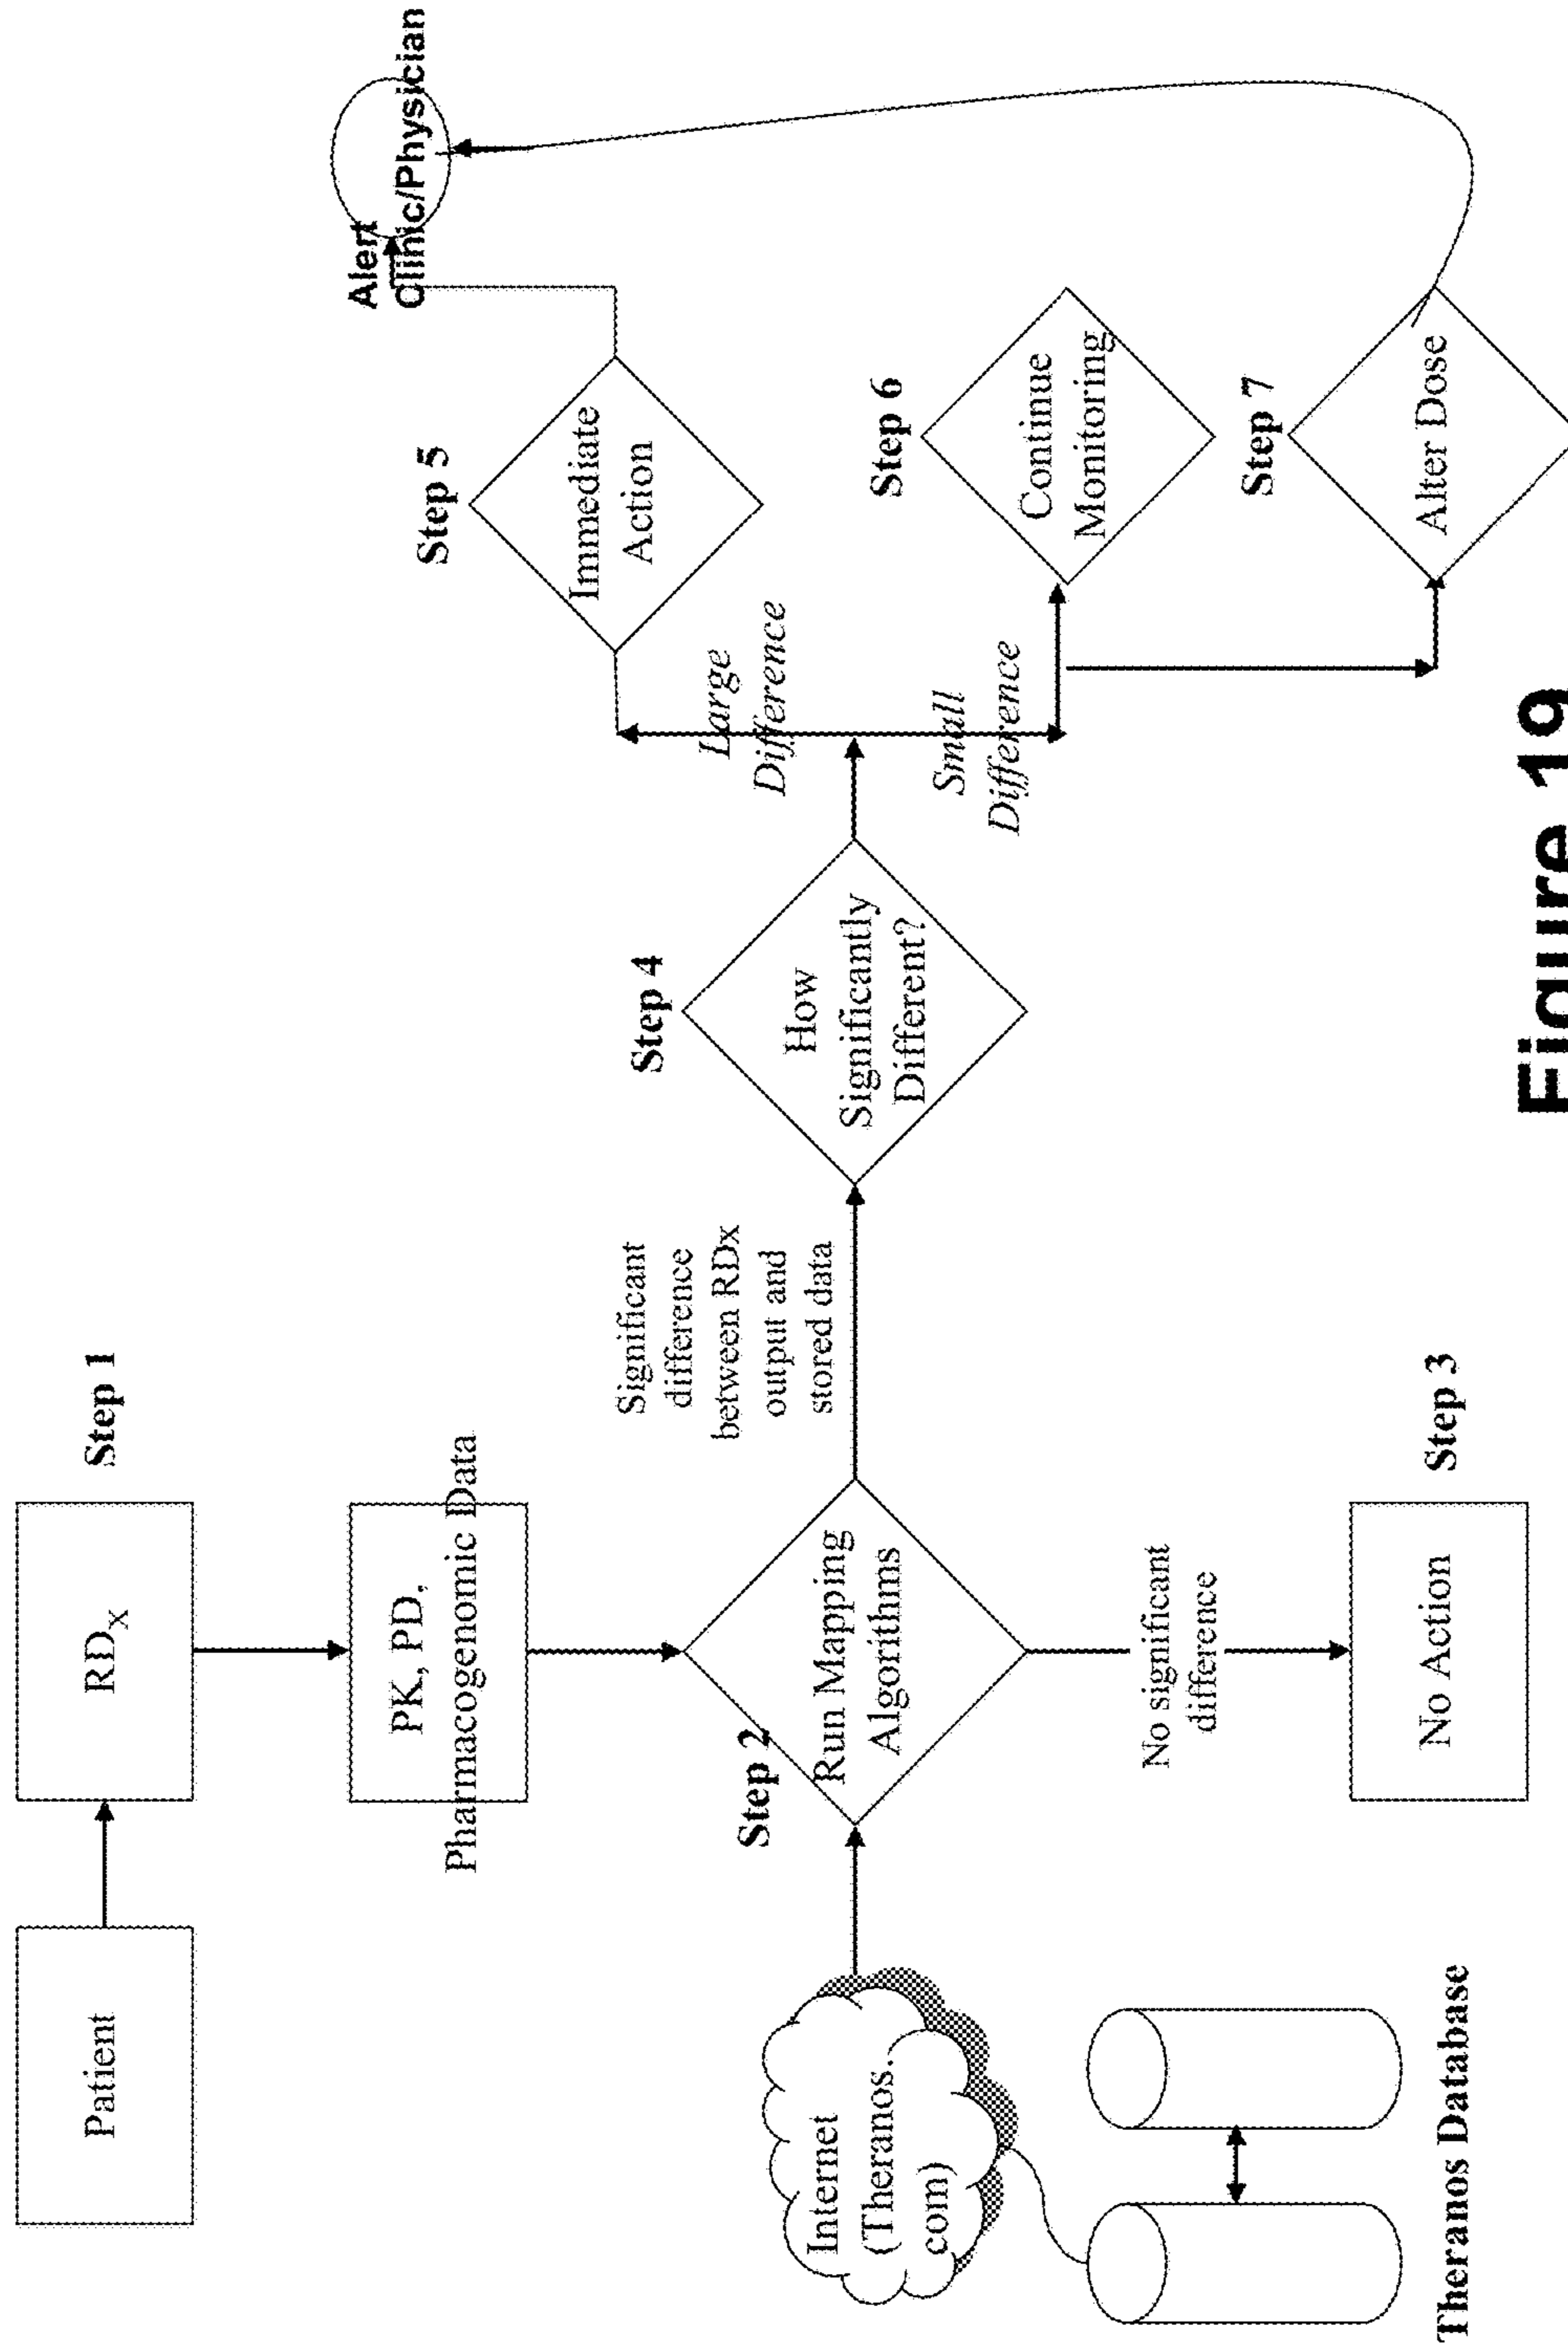 Patient
RDX
Step 1
PK, PD,
Pharmacogenomic Data
Step 2
Run Mapping
Algorithms
Internet
(Theranos.
com)
Theranos Database
No significant
difference
No Action
Step 3
Significant
difference
between RDx
output and
stored data
Step 4
How
Significantly
Different?
Large
Difference
Small
Difference
Step 5
Immediate
Action
Alert
Clinic/Physician
Step 6
Continue
Monitoring
Step 7
Alter Dose
Figure 19